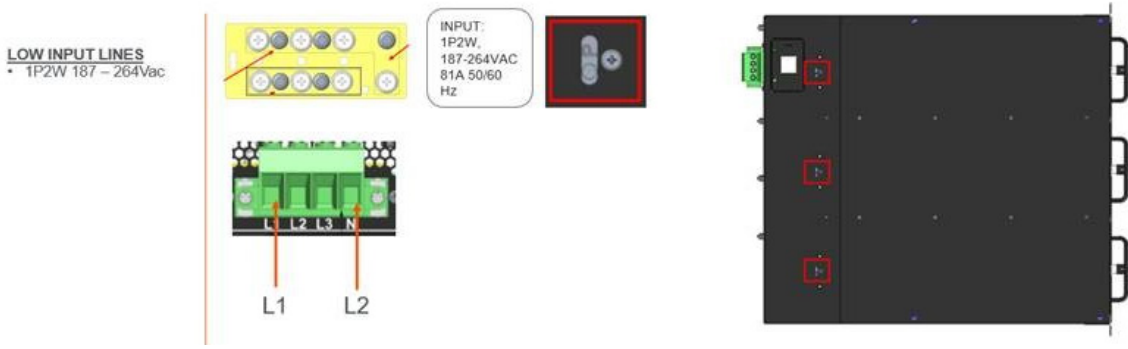 LOW INPUT LINES
• 1P2W 187 – 264Vac
INPUT:
1P2W,
187-264VAC
81A 50/60
Hz
L1 L2 L3 N
L1 L2